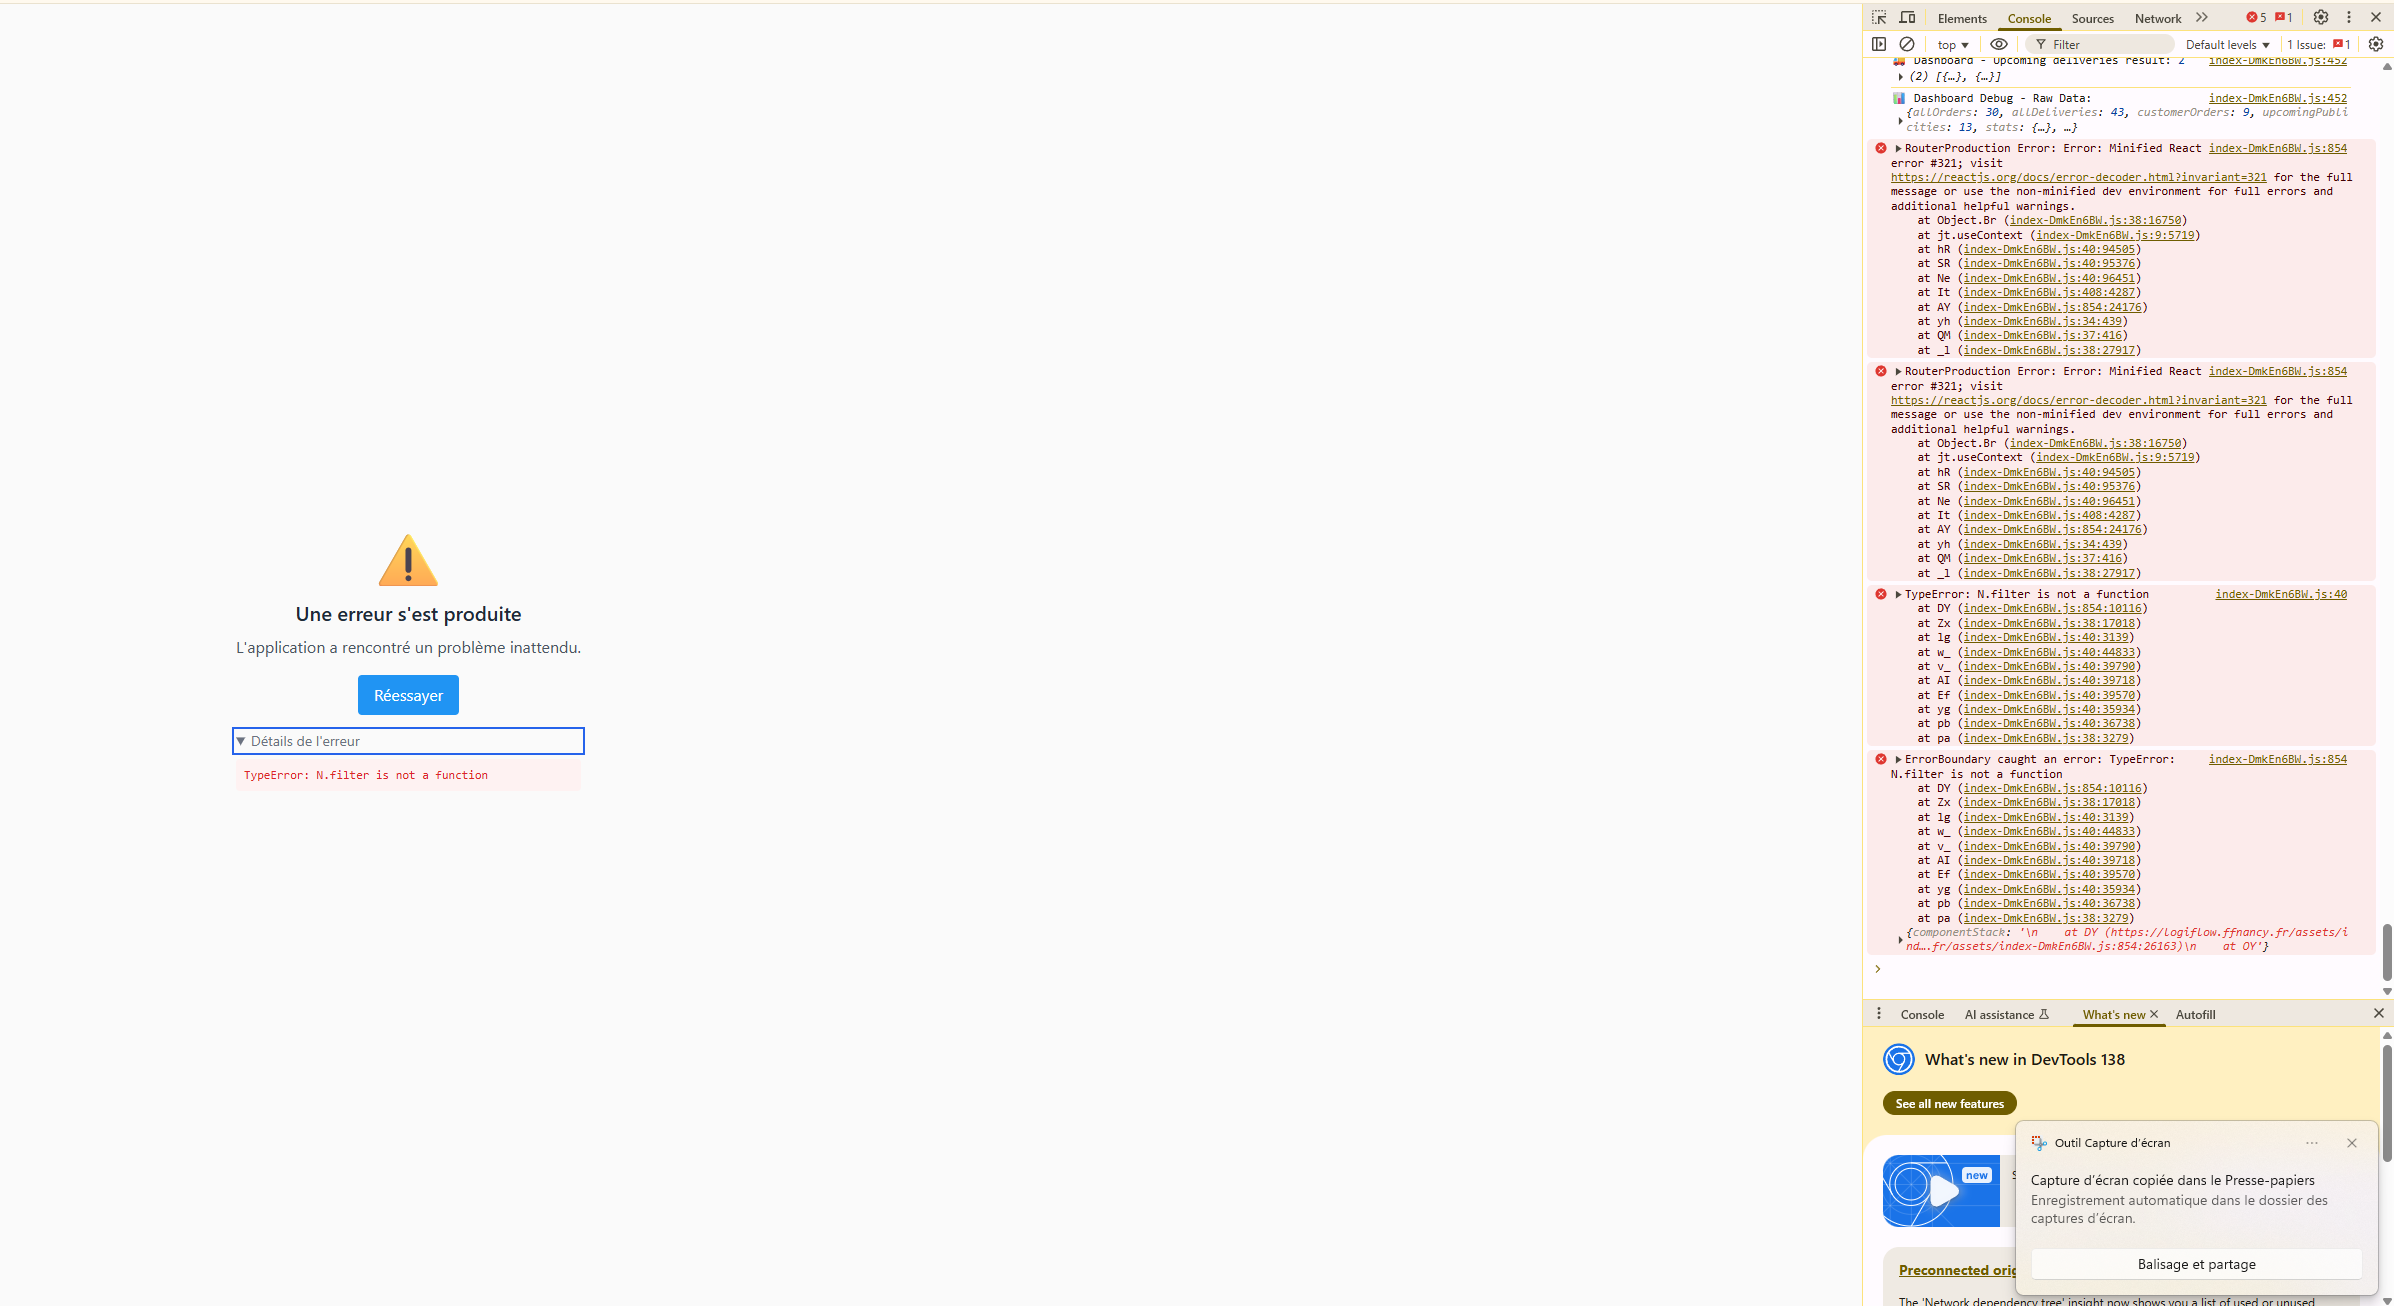 Une erreur s'est produite
L'application a rencontré un problème inattendu.
Réessayer
▼ Détails de l'erreur
TypeError: N.filter is not a function
Elements Console Sources Network 5 1
top Filter Default levels 1 Issue: 1
Dashboard - Upcoming deliveries result: 2 index-DmkEn6BW.js:452
(2) [{…}, {…}]
Dashboard Debug - Raw Data: index-DmkEn6BW.js:452
{allOrders: 30, allDeliveries: 43, customerOrders: 9, upcomingPubli
cities: 13, stats: {…}, …}
RouterProduction Error: Error: Minified React index-DmkEn6BW.js:854
error #321; visit
https://reactjs.org/docs/error-decoder.html?invariant=321 for the full
message or use the non-minified dev environment for full errors and
additional helpful warnings.
at Object.Br (index-DmkEn6BW.js:38:16750)
at jt.useContext (index-DmkEn6BW.js:9:5719)
at hR (index-DmkEn6BW.js:40:94505)
at SR (index-DmkEn6BW.js:40:95376)
at Ne (index-DmkEn6BW.js:40:96451)
at It (index-DmkEn6BW.js:408:4287)
at AY (index-DmkEn6BW.js:854:24176)
at yh (index-DmkEn6BW.js:34:439)
at QM (index-DmkEn6BW.js:37:416)
at _l (index-DmkEn6BW.js:38:27917)
RouterProduction Error: Error: Minified React index-DmkEn6BW.js:854
error #321; visit
https://reactjs.org/docs/error-decoder.html?invariant=321 for the full
message or use the non-minified dev environment for full errors and
additional helpful warnings.
at Object.Br (index-DmkEn6BW.js:38:16750)
at jt.useContext (index-DmkEn6BW.js:9:5719)
at hR (index-DmkEn6BW.js:40:94505)
at SR (index-DmkEn6BW.js:40:95376)
at Ne (index-DmkEn6BW.js:40:96451)
at It (index-DmkEn6BW.js:408:4287)
at AY (index-DmkEn6BW.js:854:24176)
at yh (index-DmkEn6BW.js:34:439)
at QM (index-DmkEn6BW.js:37:416)
at _l (index-DmkEn6BW.js:38:27917)
TypeError: N.filter is not a function index-DmkEn6BW.js:40
at DY (index-DmkEn6BW.js:854:10116)
at Zx (index-DmkEn6BW.js:38:17018)
at lg (index-DmkEn6BW.js:40:3139)
at w_ (index-DmkEn6BW.js:40:44833)
at v_ (index-DmkEn6BW.js:40:39790)
at AI (index-DmkEn6BW.js:40:39718)
at Ef (index-DmkEn6BW.js:40:39570)
at yg (index-DmkEn6BW.js:40:35934)
at pb (index-DmkEn6BW.js:40:36738)
at pa (index-DmkEn6BW.js:38:3279)
ErrorBoundary caught an error: TypeError: index-DmkEn6BW.js:854
N.filter is not a function
at DY (index-DmkEn6BW.js:854:10116)
at Zx (index-DmkEn6BW.js:38:17018)
at lg (index-DmkEn6BW.js:40:3139)
at w_ (index-DmkEn6BW.js:40:44833)
at v_ (index-DmkEn6BW.js:40:39790)
at AI (index-DmkEn6BW.js:40:39718)
at Ef (index-DmkEn6BW.js:40:39570)
at yg (index-DmkEn6BW.js:40:35934)
at pb (index-DmkEn6BW.js:40:36738)
at pa (index-DmkEn6BW.js:38:3279)
{componentStack: '\n    at DY (https://logiflow.ffnancy.fr/assets/i
nd….fr/assets/index-DmkEn6BW.js:854:26163)\n    at OY'}
Console AI assistance What's new Autofill
What's new in DevTools 138
See all new features
new
Outil Capture d'écran
Capture d'écran copiée dans le Presse-papiers
Enregistrement automatique dans le dossier des
captures d'écran.
Balisage et partage
Preconnected
The 'Network dependency tree' insight now shows you a list of used or unused